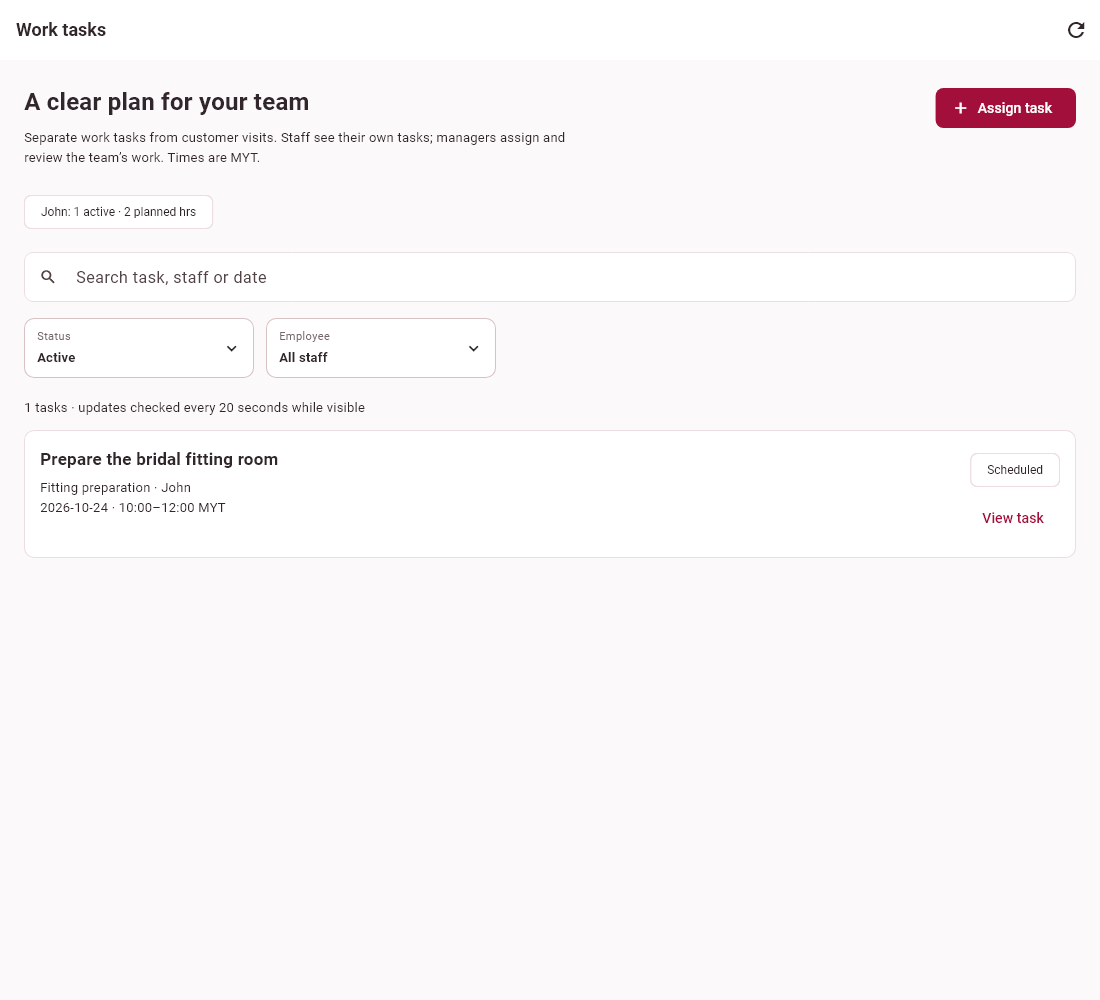 Work tasks
A clear plan for your team
Assign task
Separate work tasks from customer visits. Staff see their own tasks; managers assign and
review the team’s work. Times are MYT.
John: 1 active · 2 planned hrs
Search task, staff or date
Status
Active
Employee
All staff
1 tasks · updates checked every 20 seconds while visible
Prepare the bridal fitting room
Fitting preparation · John
2026-10-24 · 10:00–12:00 MYT
Scheduled
View task